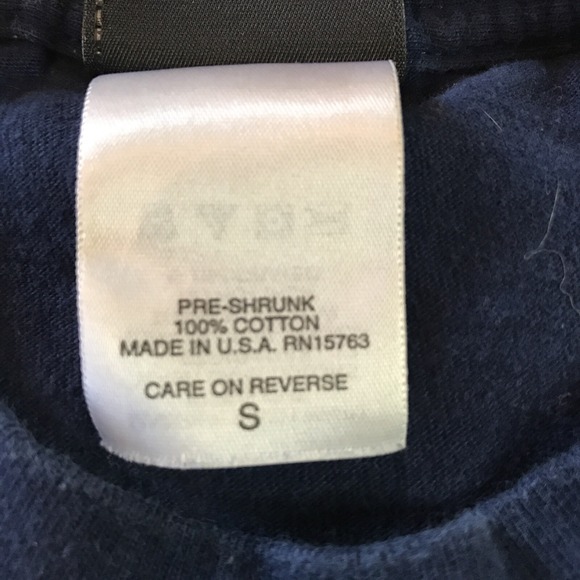 PRE-SHRUNK
100% COTTON
MADE IN U.S.A. RN15763
CARE ON REVERSE
S